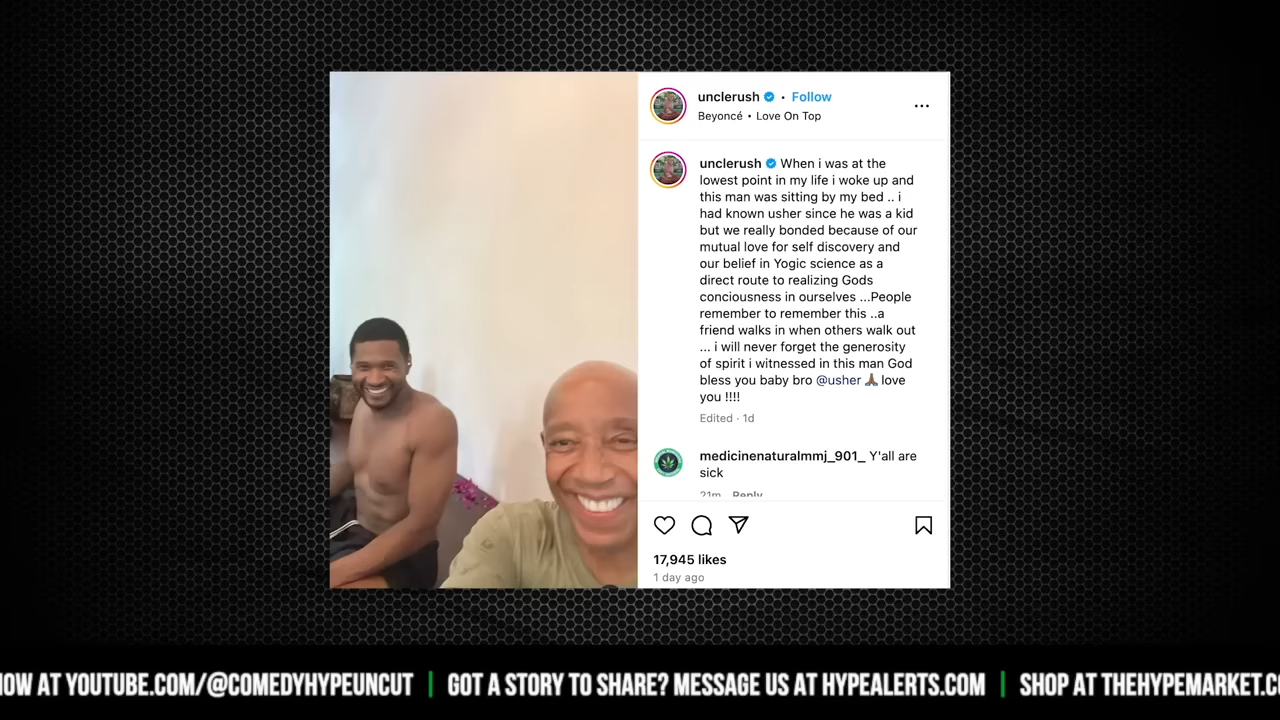 unclerush • Follow
Beyoncé • Love On Top
unclerush When i was at the
lowest point in my life i woke up and
this man was sitting by my bed .. i
had known usher since he was a kid
but we really bonded because of our
mutual love for self discovery and
our belief in Yogic science as a
direct route to realizing Gods
conciousness in ourselves ...People
remember to remember this ..a
friend walks in when others walk out
... i will never forget the generosity
of spirit i witnessed in this man God
bless you baby bro @usher 🙏🏾 love
you !!!!
Edited · 1d
medicinenaturalmmj_901_ Y'all are
sick
21m Reply
17,945 likes
1 day ago
OW AT YOUTUBE.COM/@COMEDYHYPEUNCUT | GOT A STORY TO SHARE? MESSAGE US AT HYPEALERTS.COM | SHOP AT THEHYPEMARKET.C